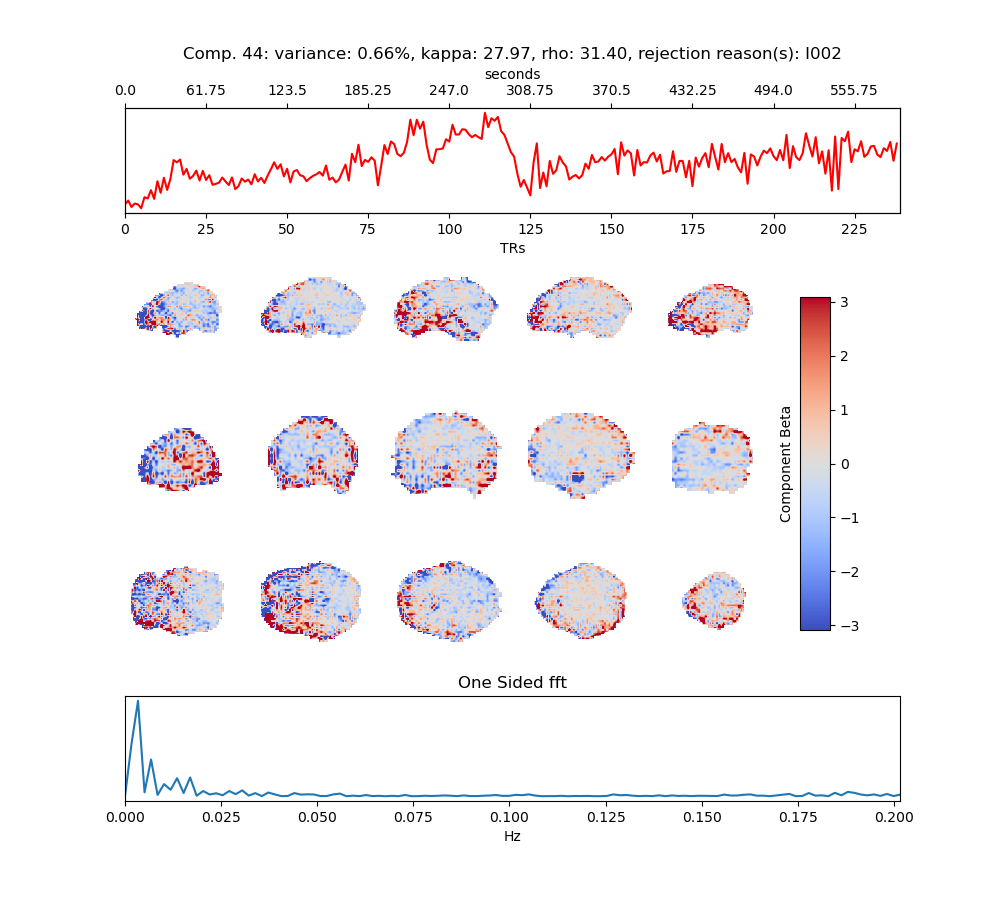 Comp. 44: variance: 0.66%, kappa: 27.97, rho: 31.40, rejection reason(s): I002
seconds
0.0 61.75 123.5 185.25 247.0 308.75 370.5 432.25 494.0 555.75
0 25 50 75 100 125 150 175 200 225
TRs
3
2
1
0
−1
−2
−3
Component Beta
One Sided fft
0.000 0.025 0.050 0.075 0.100 0.125 0.150 0.175 0.200
Hz